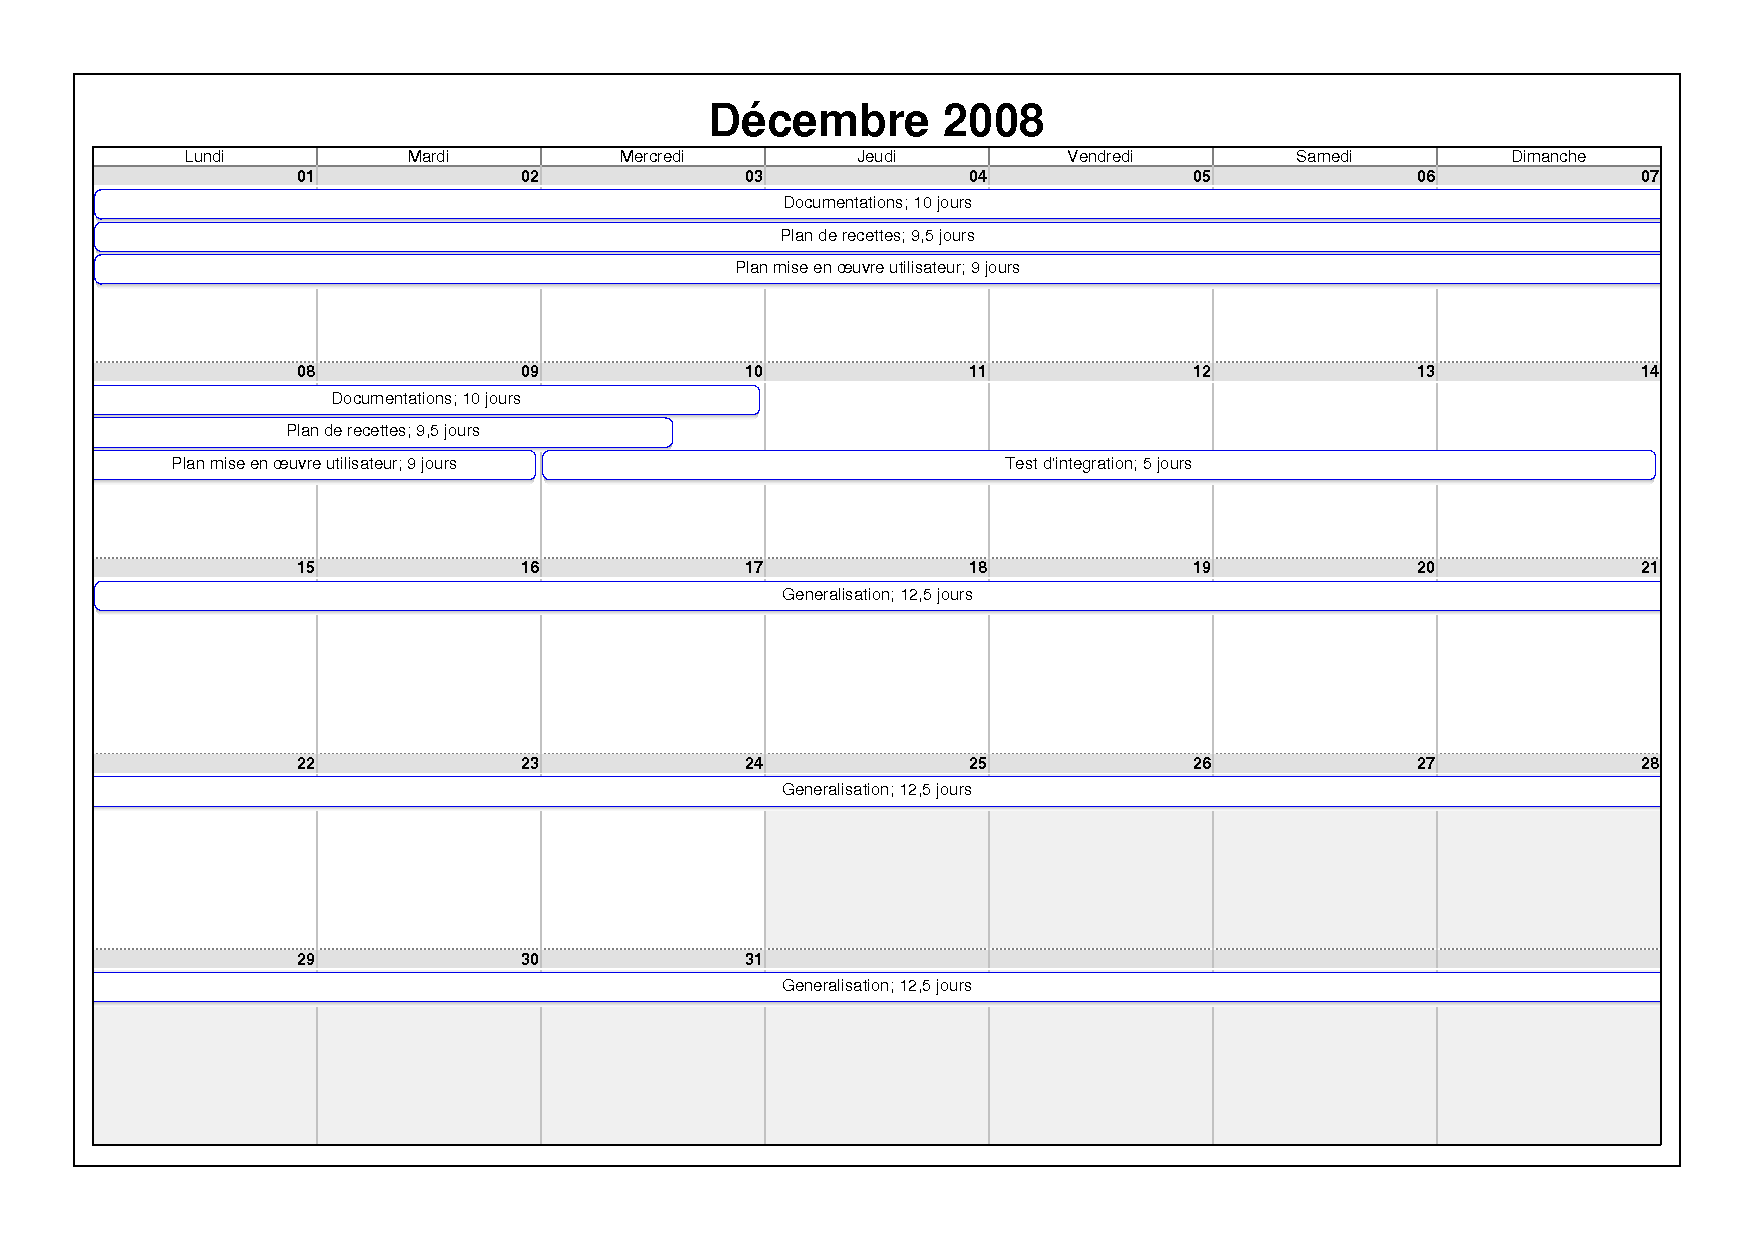 Décembre 2008
Lundi Mardi Mercredi Jeudi Vendredi Samedi Dimanche
01 02 03 04 05 06 07
Documentations; 10 jours
Plan de recettes; 9,5 jours
Plan mise en œuvre utilisateur; 9 jours
08 09 10 11 12 13 14
Documentations; 10 jours
Plan de recettes; 9,5 jours
Plan mise en œuvre utilisateur; 9 jours Test d'integration; 5 jours
15 16 17 18 19 20 21
Generalisation; 12,5 jours
22 23 24 25 26 27 28
Generalisation; 12,5 jours
29 30 31
Generalisation; 12,5 jours